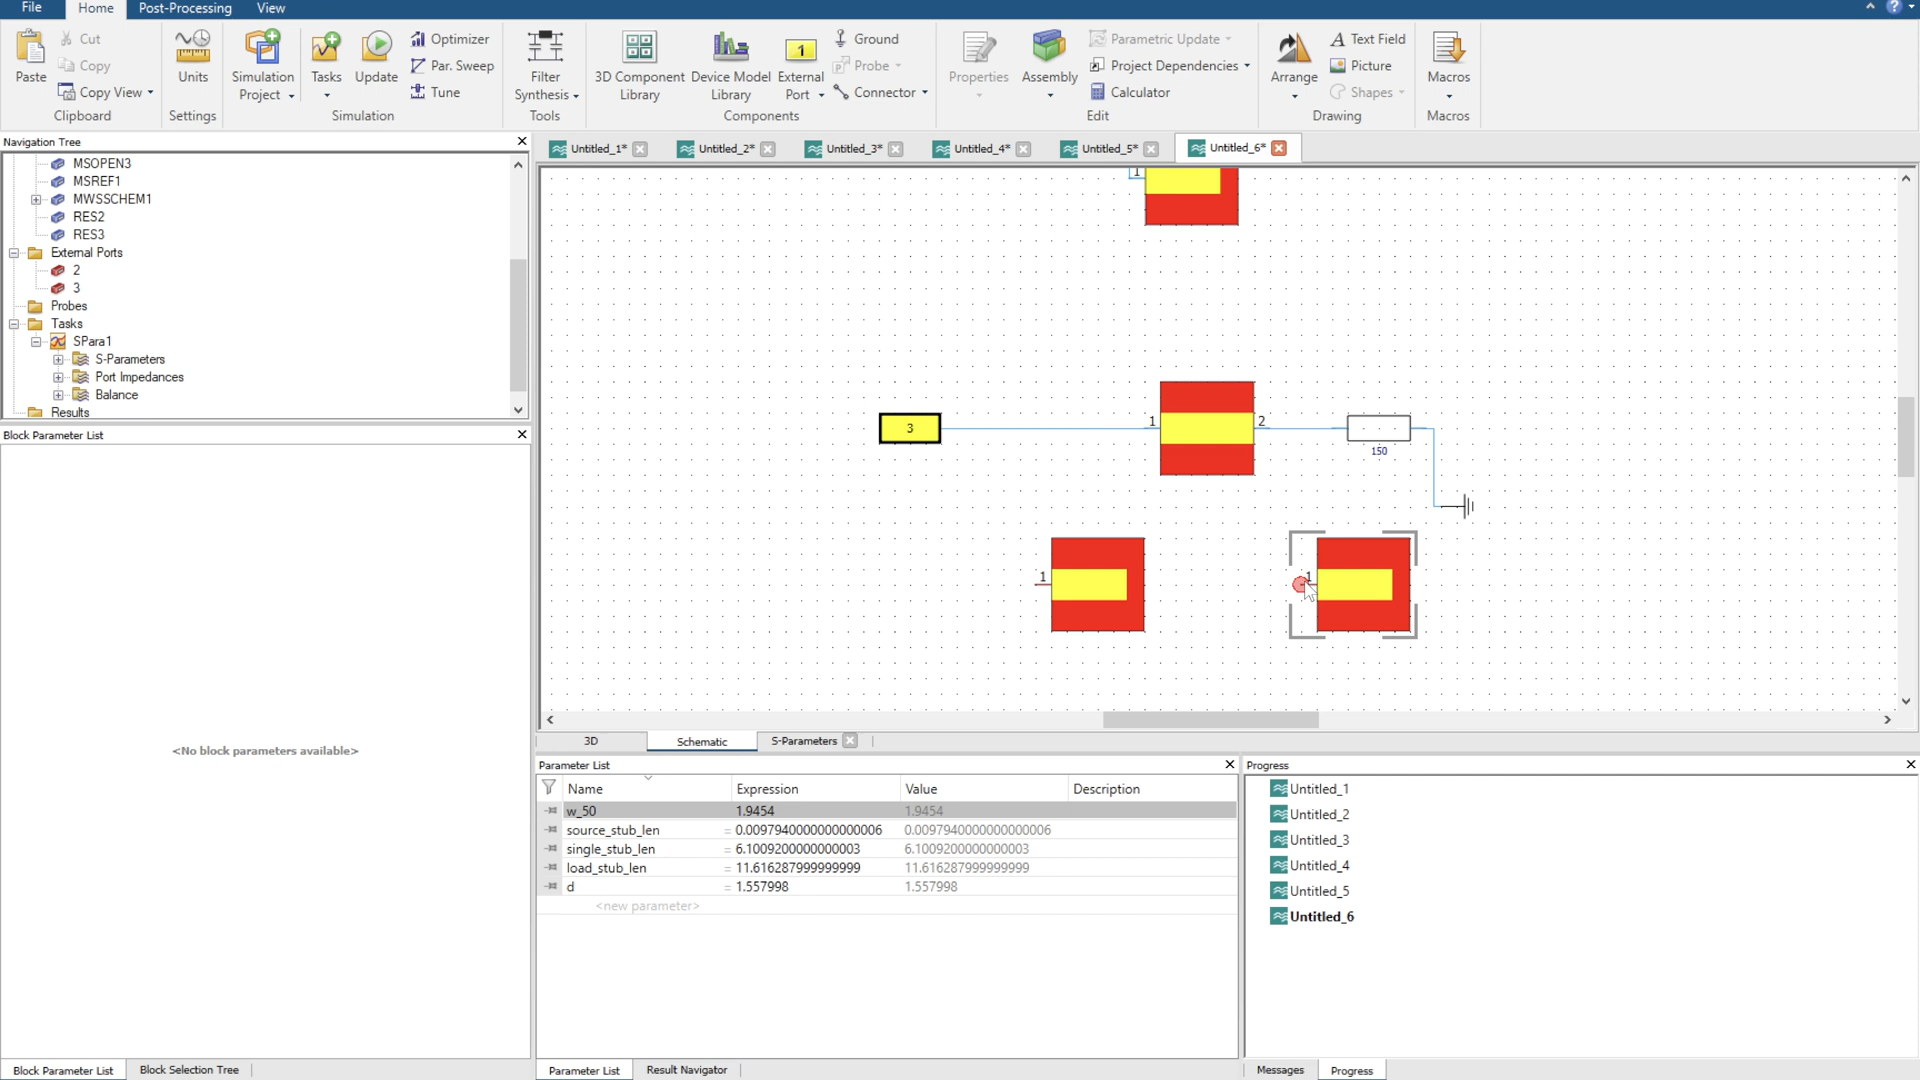 File Home Post-Processing View
Paste Cut Copy Copy View Clipboard
Units Settings
Simulation Project Tasks Update Optimizer Par. Sweep Tune Simulation
Filter Synthesis Tools
3D Component Library Device Model Library 1 External Port Ground Probe Connector Components
Properties Assembly Parametric Update Project Dependencies Calculator Edit
Arrange Text Field Picture Shapes Drawing
Macros Macros
Navigation Tree
MSOPEN3
MSREF1
MWSSCHEM1
RES2
RES3
External Ports
2
3
Probes
Tasks
SPara1
S-Parameters
Port Impedances
Balance
Results
Block Parameter List
<No block parameters available>
Block Parameter List Block Selection Tree
Untitled_1* Untitled_2* Untitled_3* Untitled_4* Untitled_5* Untitled_6*
1
3 1 2
150
1 1
3D Schematic S-Parameters
Parameter List
Name Expression Value Description
w_50 1.9454 1.9454
source_stub_len = 0.0097940000000000006 0.0097940000000000006
single_stub_len = 6.1009200000000003 6.1009200000000003
load_stub_len = 11.616287999999999 11.616287999999999
d = 1.557998 1.557998
<new parameter>
Parameter List Result Navigator
Progress
Untitled_1
Untitled_2
Untitled_3
Untitled_4
Untitled_5
Untitled_6
Messages Progress